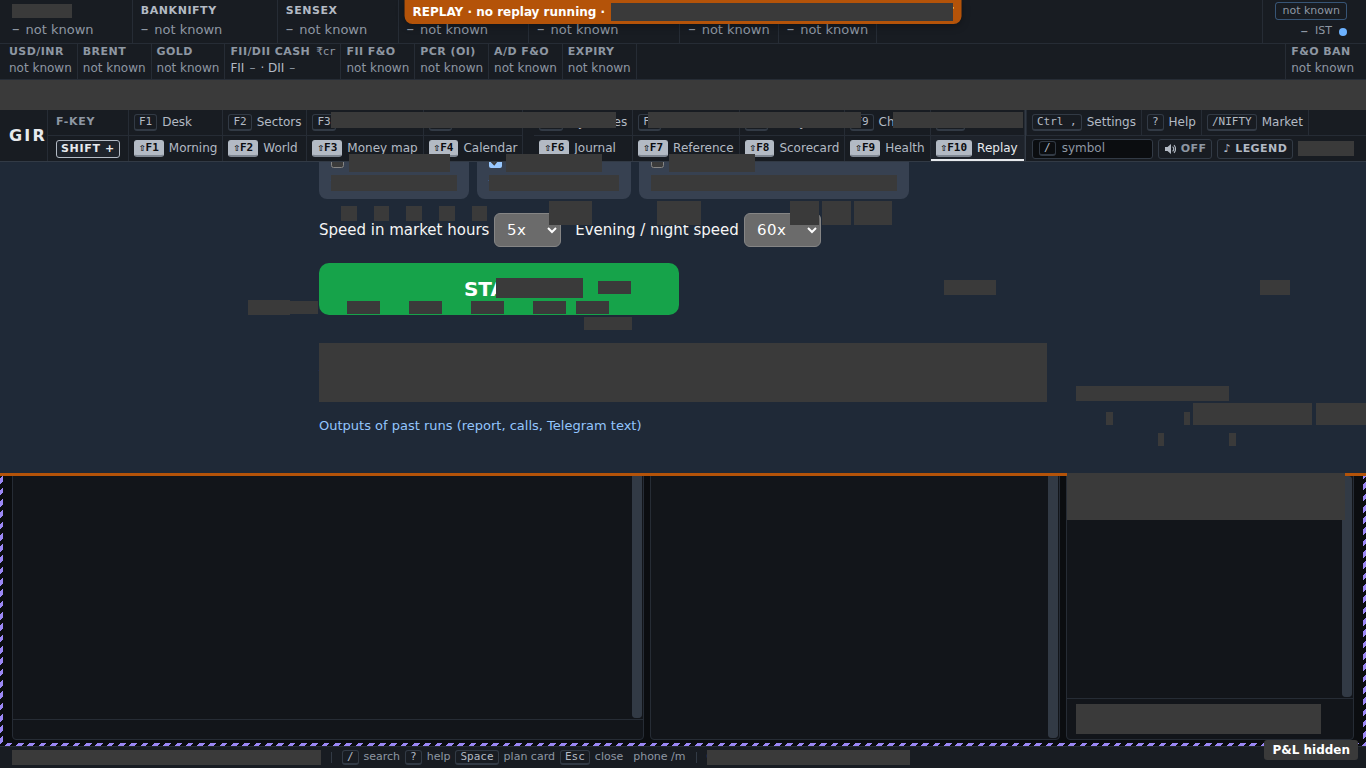 REPLAY · no replay running ·
BANKNIFTY
SENSEX
not known
– not known
– not known
– not known
– not known
– not known
– not known
– not known
– IST
USD/INR BRENT GOLD FII/DII CASH ₹cr FII F&O PCR (OI) A/D F&O EXPIRY F&O BAN
not known not known not known FII – · DII – not known not known not known not known not known
GIR
F-KEY F1 Desk F2 Sectors F3 Ctrl , Settings ? Help /NIFTY Market
SHIFT + ⇧F1 Morning ⇧F2 World ⇧F3 Money map ⇧F4 Calendar ⇧F6 Journal ⇧F7 Reference ⇧F8 Scorecard ⇧F9 Health ⇧F10 Replay / symbol OFF ♪ LEGEND
Speed in market hours 5x Evening / night speed 60x
Outputs of past runs (report, calls, Telegram text)
P&L hidden
/ search ? help Space plan card Esc close phone /m